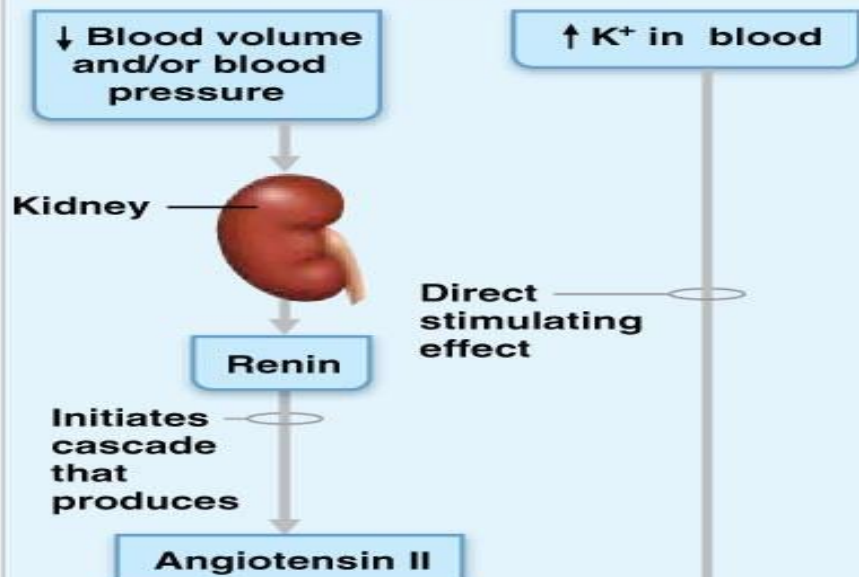 ↓ Blood volume
and/or blood
pressure
↑ K⁺ in blood
Kidney
Direct
stimulating
effect
Renin
Initiates
cascade
that
produces
Angiotensin II